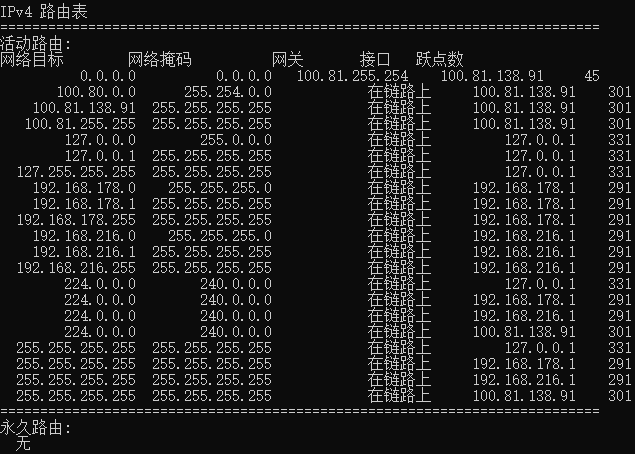 IPv4 路由表
===========================================================================
活动路由:
网络目标        网络掩码          网关       接口   跃点数
0.0.0.0          0.0.0.0   100.81.255.254    100.81.138.91     45
100.80.0.0      255.254.0.0            在链路上     100.81.138.91    301
100.81.138.91  255.255.255.255            在链路上     100.81.138.91    301
100.81.255.255  255.255.255.255            在链路上     100.81.138.91    301
127.0.0.0        255.0.0.0            在链路上         127.0.0.1    331
127.0.0.1  255.255.255.255            在链路上         127.0.0.1    331
127.255.255.255  255.255.255.255            在链路上         127.0.0.1    331
192.168.178.0    255.255.255.0            在链路上     192.168.178.1    291
192.168.178.1  255.255.255.255            在链路上     192.168.178.1    291
192.168.178.255  255.255.255.255            在链路上     192.168.178.1    291
192.168.216.0    255.255.255.0            在链路上     192.168.216.1    291
192.168.216.1  255.255.255.255            在链路上     192.168.216.1    291
192.168.216.255  255.255.255.255            在链路上     192.168.216.1    291
224.0.0.0        240.0.0.0            在链路上         127.0.0.1    331
224.0.0.0        240.0.0.0            在链路上     192.168.178.1    291
224.0.0.0        240.0.0.0            在链路上     192.168.216.1    291
224.0.0.0        240.0.0.0            在链路上     100.81.138.91    301
255.255.255.255  255.255.255.255            在链路上         127.0.0.1    331
255.255.255.255  255.255.255.255            在链路上     192.168.178.1    291
255.255.255.255  255.255.255.255            在链路上     192.168.216.1    291
255.255.255.255  255.255.255.255            在链路上     100.81.138.91    301
===========================================================================
永久路由:
无